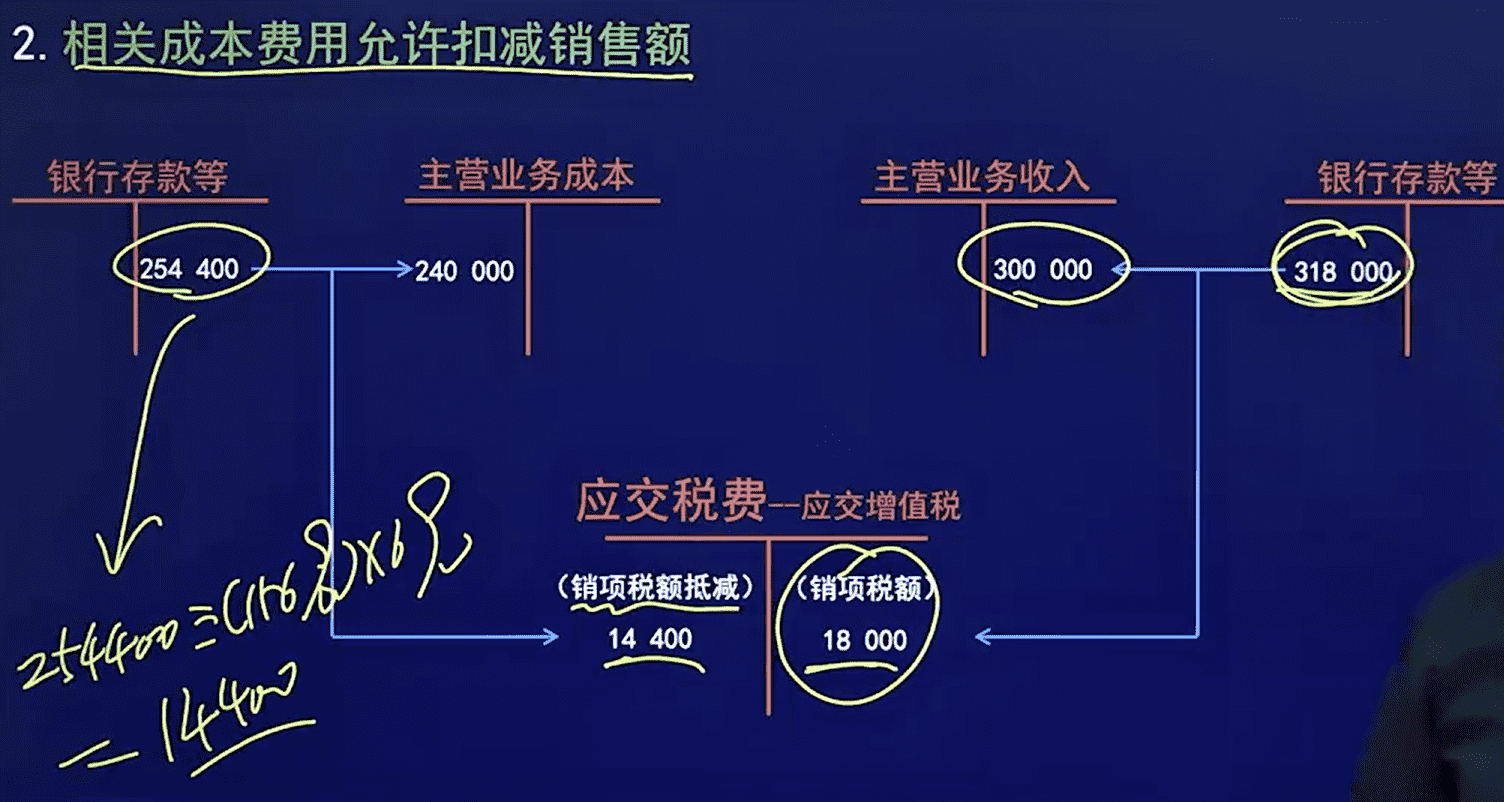 2. 相关成本费用允许扣减销售额
银行存款等 主营业务成本 主营业务收入 银行存款等
254 400 240 000 300 000 318 000
应交税费--应交增值税
(销项税额抵减) (销项税额)
14 400 18 000
254400÷(1+6%)×6%
=14400